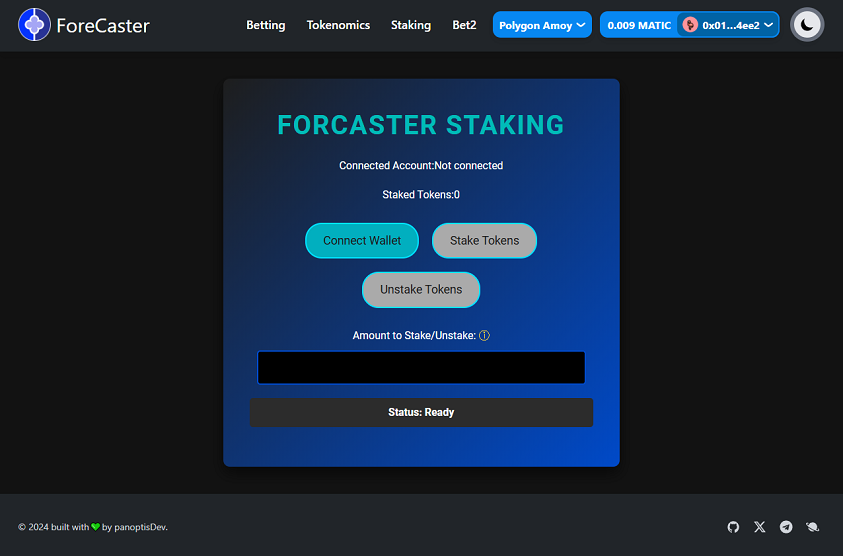 ForeCaster
Betting Tokenomics Staking Bet2 Polygon Amoy 0.009 MATIC 0x01...4ee2
FORCASTER STAKING
Connected Account:Not connected
Staked Tokens:0
Connect Wallet Stake Tokens
Unstake Tokens
Amount to Stake/Unstake:
Status: Ready
© 2024 built with 💚 by panoptisDev.